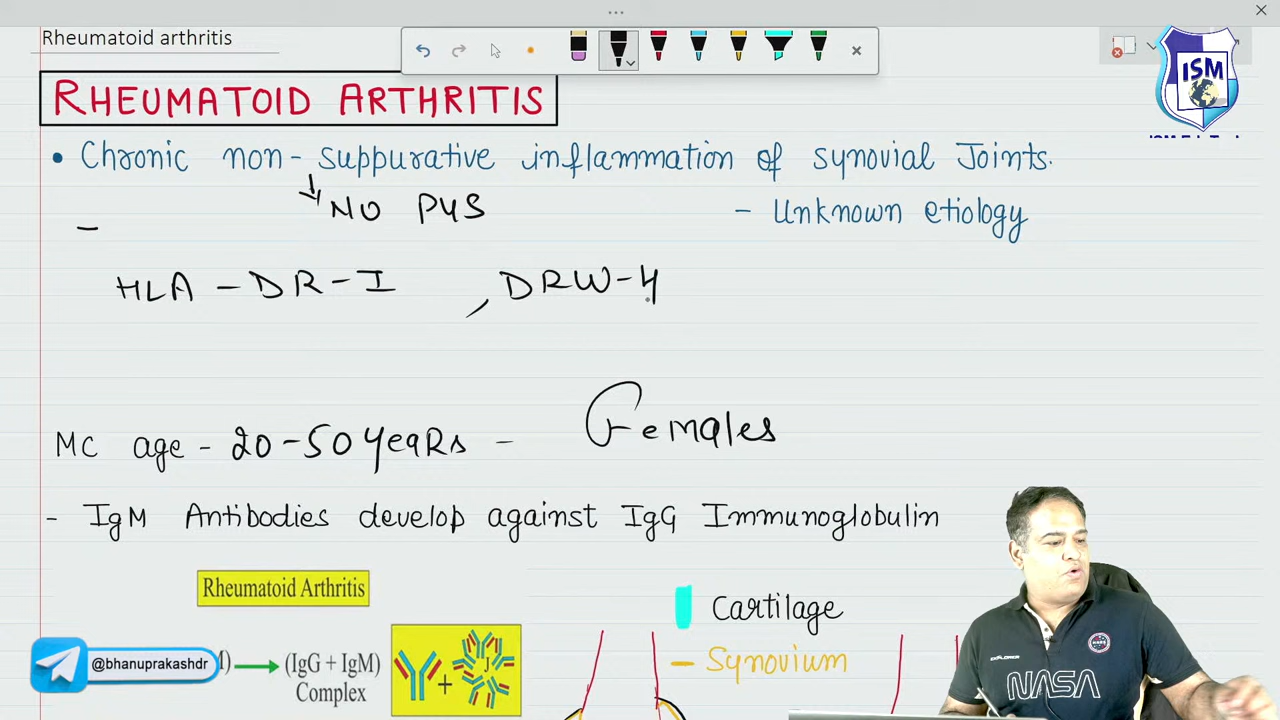 Rheumatoid arthritis
RHEUMATOID ARTHRITIS
ISM
• Chronic non-suppurative inflammation of synovial Joints.
NO PUS
- Unknown etiology
-
HLA - DR-I , DRW-4
MC age - 20-50 YeaRs - Females
- IgM Antibodies develop against IgG Immunoglobulin
Rheumatoid Arthritis
Cartilage
@bhanuprakashdr
(IgG + IgM)
Complex
J
+
- Synovium
EXPLORER
NASA